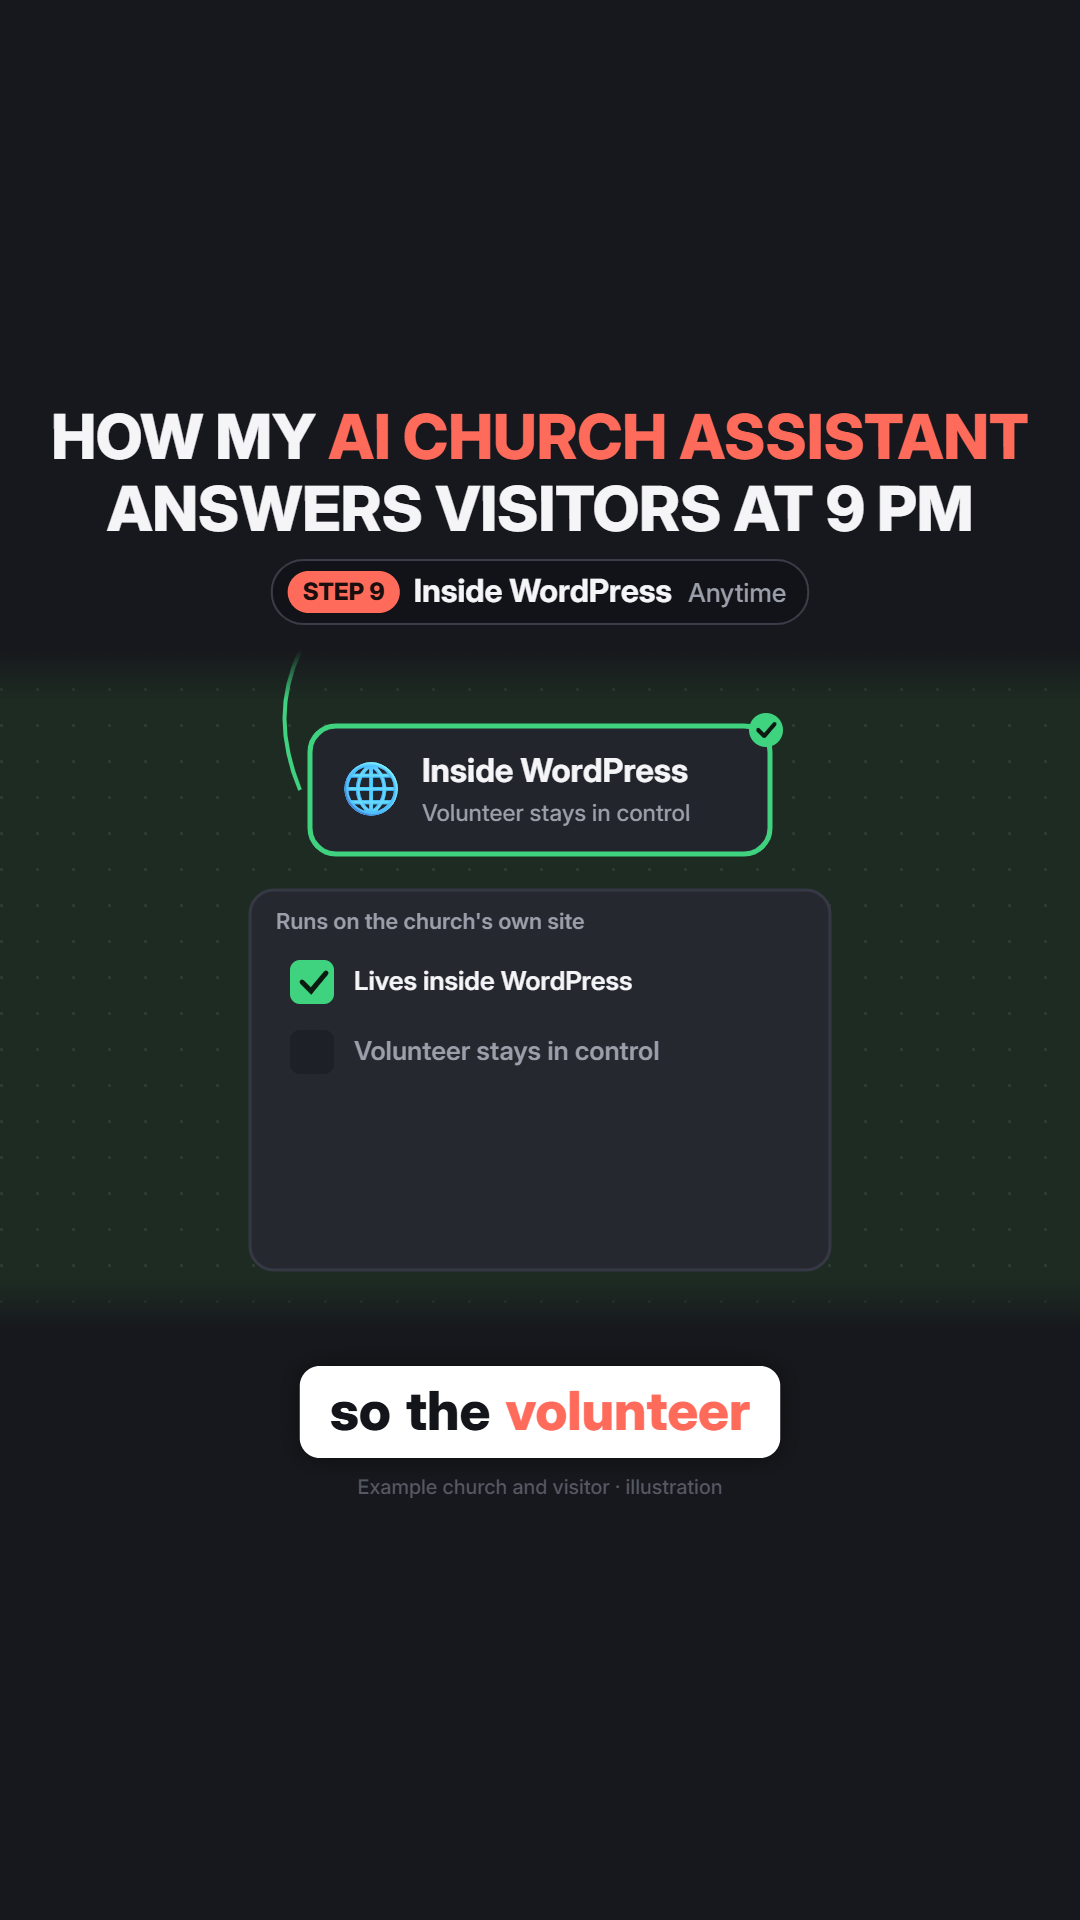 HOW MY AI CHURCH ASSISTANT
ANSWERS VISITORS AT 9 PM
STEP 9 Inside WordPress Anytime
Inside WordPress
Volunteer stays in control
Runs on the church's own site
Lives inside WordPress
Volunteer stays in control
so the volunteer
Example church and visitor · illustration